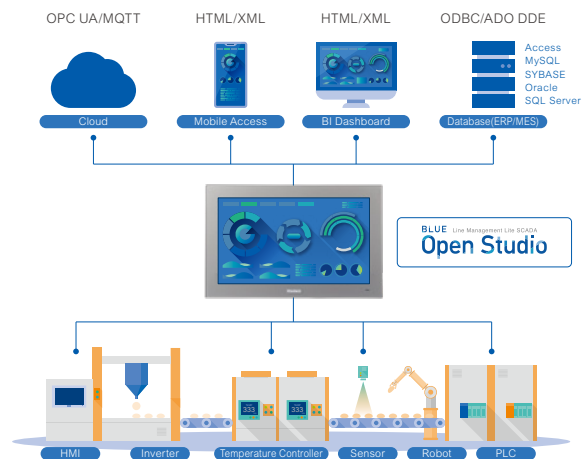 OPC UA/MQTT
HTML/XML
HTML/XML
ODBC/ADO DDE
Access
MySQL
SYBASE
Oracle
SQL Server
Cloud
Mobile Access
BI Dashboard
Database(ERP/MES)
BLUE Line Management Lite SCADA
Open Studio
333
333
HMI
Inverter
Temperature Controller
Sensor
Robot
PLC